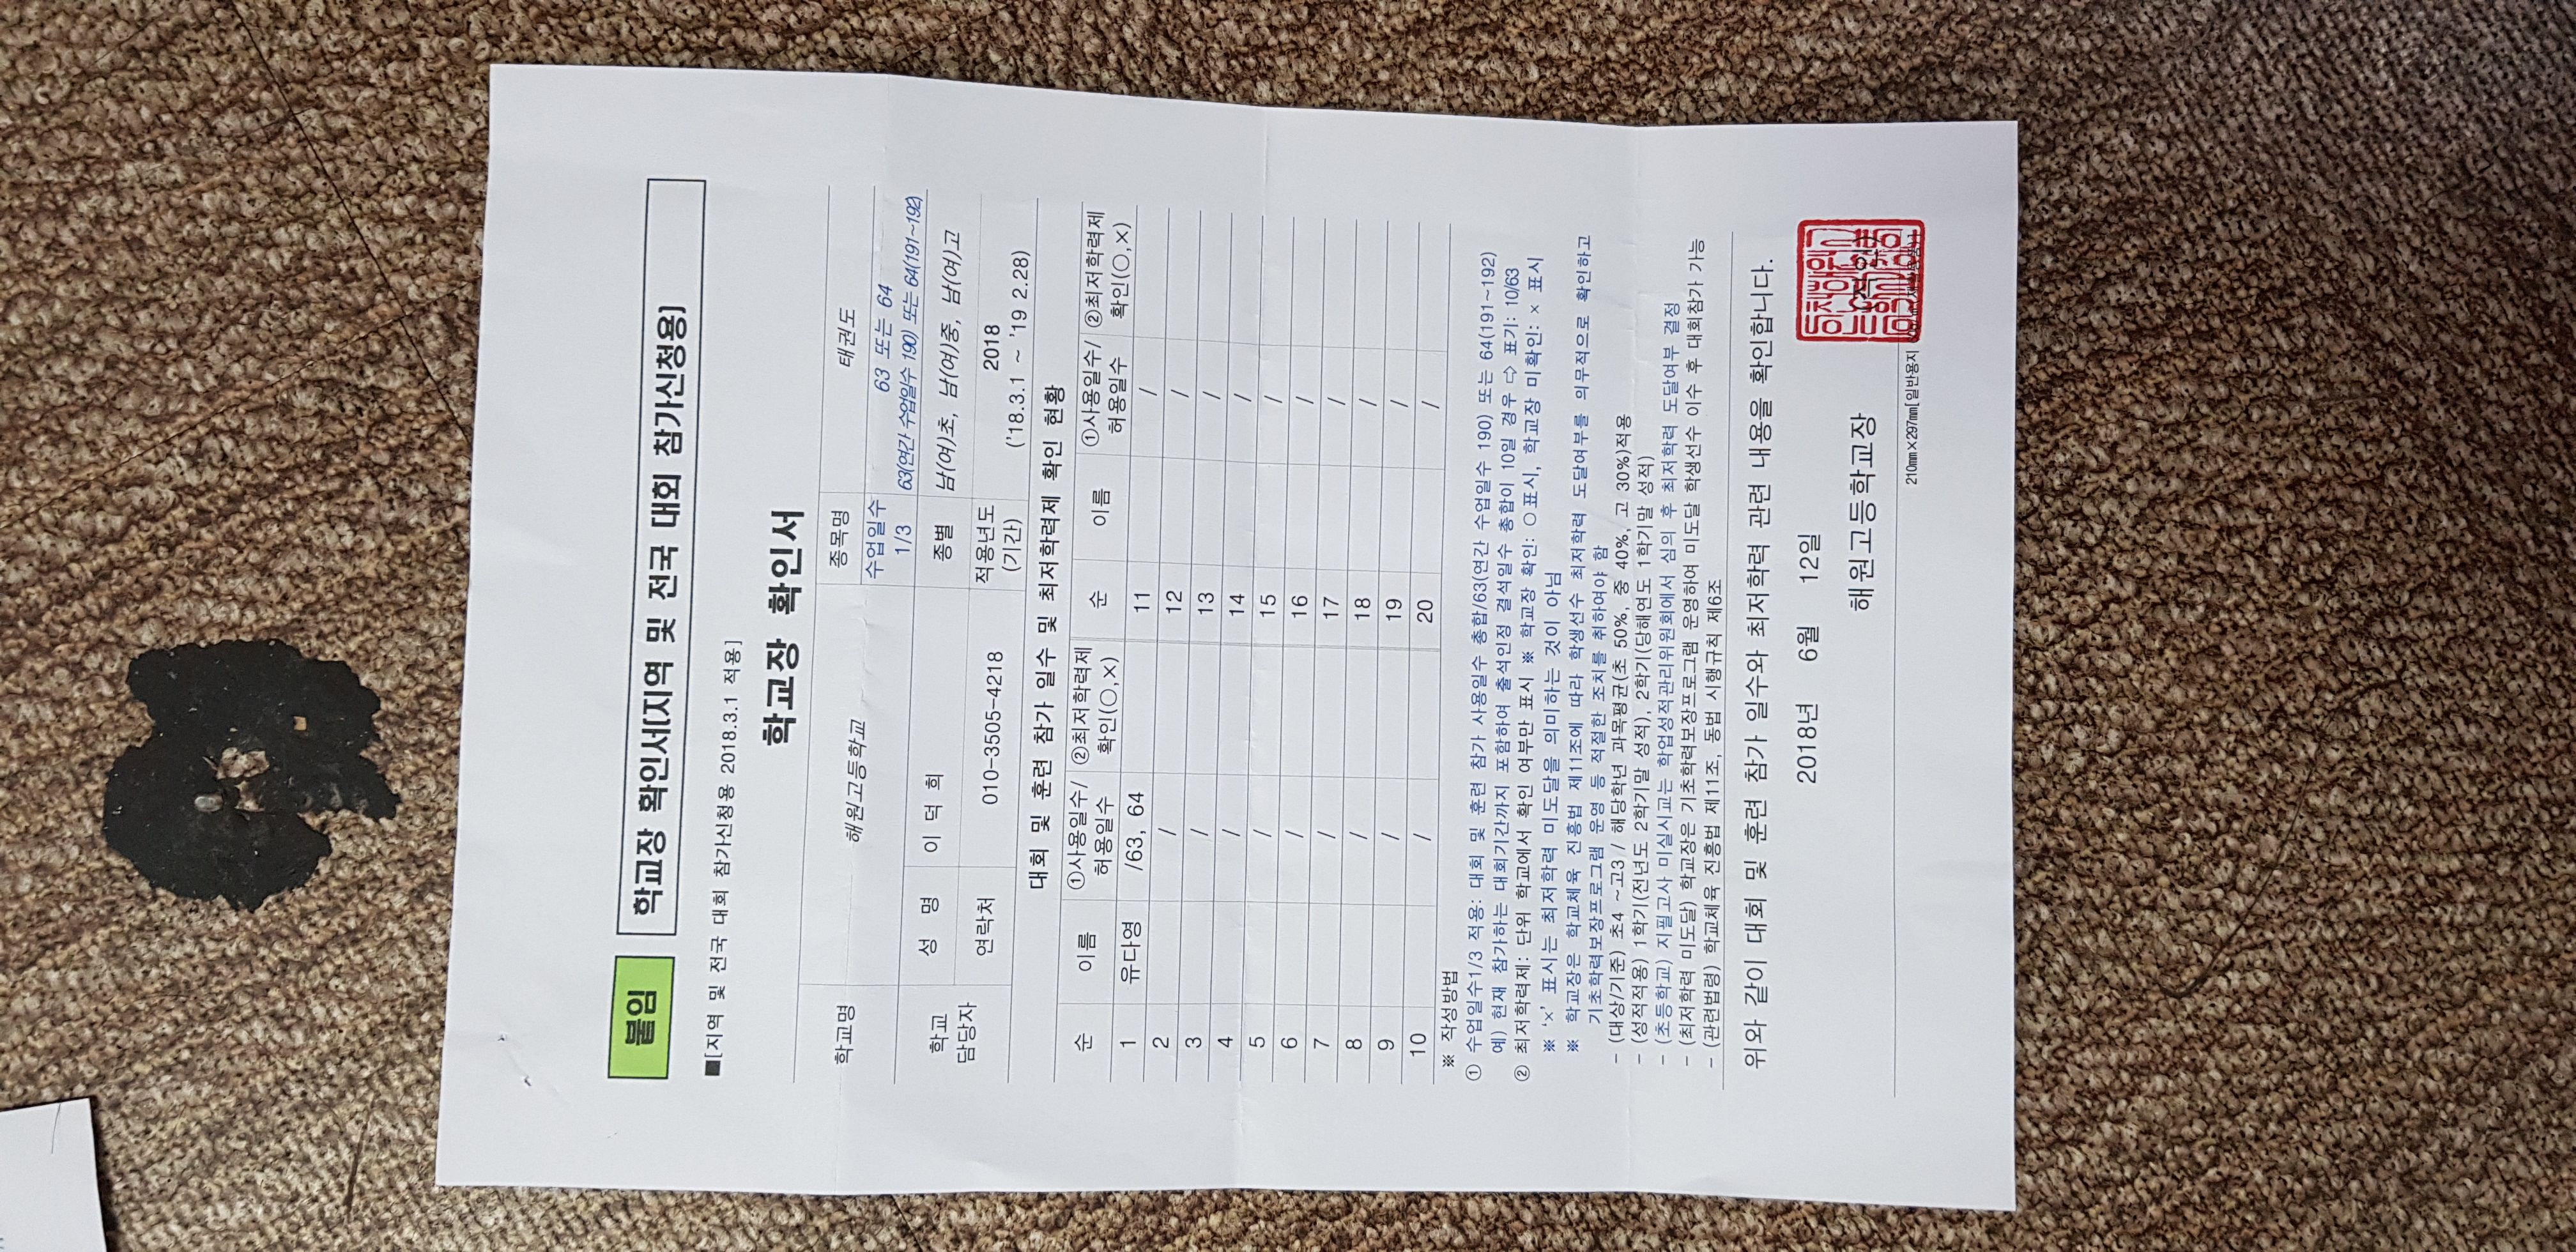 붙임 학교장 확인서[지역 및 전국 대회 참가신청용]
■[지역 및 전국 대회 참가신청용 2018.3.1 적용]
학교장 확인서
학교명 해원고등학교 종목명 태권도
수업일수 1/3 63 또는 64
63(연간 수업일수 190) 또는 64(191~192)
학교 담당자 성 명 이 덕 희 종별 남(여)초, 남(여)중, 남(여)고
연락처 010-3505-4218 적용년도 (기간) 2018
('18.3.1 ~ '19 2.28)
대회 및 훈련 참가 일수 및 최저학력제 확인 현황
순 이름 ①사용일수/허용일수 ②최저학력제 확인(○,×) 순 이름 ①사용일수/허용일수 ②최저학력제 확인(○,×)
1 유다영 /63, 64 11 /
2 / 12 /
3 / 13 /
4 / 14 /
5 / 15 /
6 / 16 /
7 / 17 /
8 / 18 /
9 / 19 /
10 / 20 /
※ 작성방법
① 수업일수1/3 적용: 대회 및 훈련 참가 사용일수 총합/63(연간 수업일수 190) 또는 64(191~192)
예) 현재 참가하는 대회기간까지 포함하여 출석인정 결석일수 총합이 10일 경우 ⇨ 표기: 10/63
② 최저학력제: 단위 학교에서 확인 여부만 표시 ※ 학교장 확인: ○표시, 학교장 미확인: × 표시
※ '×' 표시는 최저학력 미도달을 의미하는 것이 아님
※ 학교장은 학교체육 진흥법 제11조에 따라 학생선수 최저학력 도달여부를 의무적으로 확인하고
기초학력보장프로그램 운영 등 적절한 조치를 취하여야 함
- (대상/기준) 초4 ~고3 / 해당학년 과목평균(초 50%, 중 40%, 고 30%)적용
- (성적적용) 1학기(전년도 2학기말 성적), 2학기(당해연도 1학기말 성적)
- (초등학교) 지필고사 미실시교는 학업성적관리위원회에서 심의 후 최저학력 도달여부 결정
- (최저학력 미도달) 학교장은 기초학력보장프로그램 운영하여 미도달 학생선수 이수 후 대회참가 가능
- (관련법령) 학교체육 진흥법 제11조, 동법 시행규칙 제6조
위와 같이 대회 및 훈련 참가 일수와 최저학력 관련 내용을 확인합니다.
2018년 6월 12일
해원고등학교장
210㎜×297㎜[일반용지